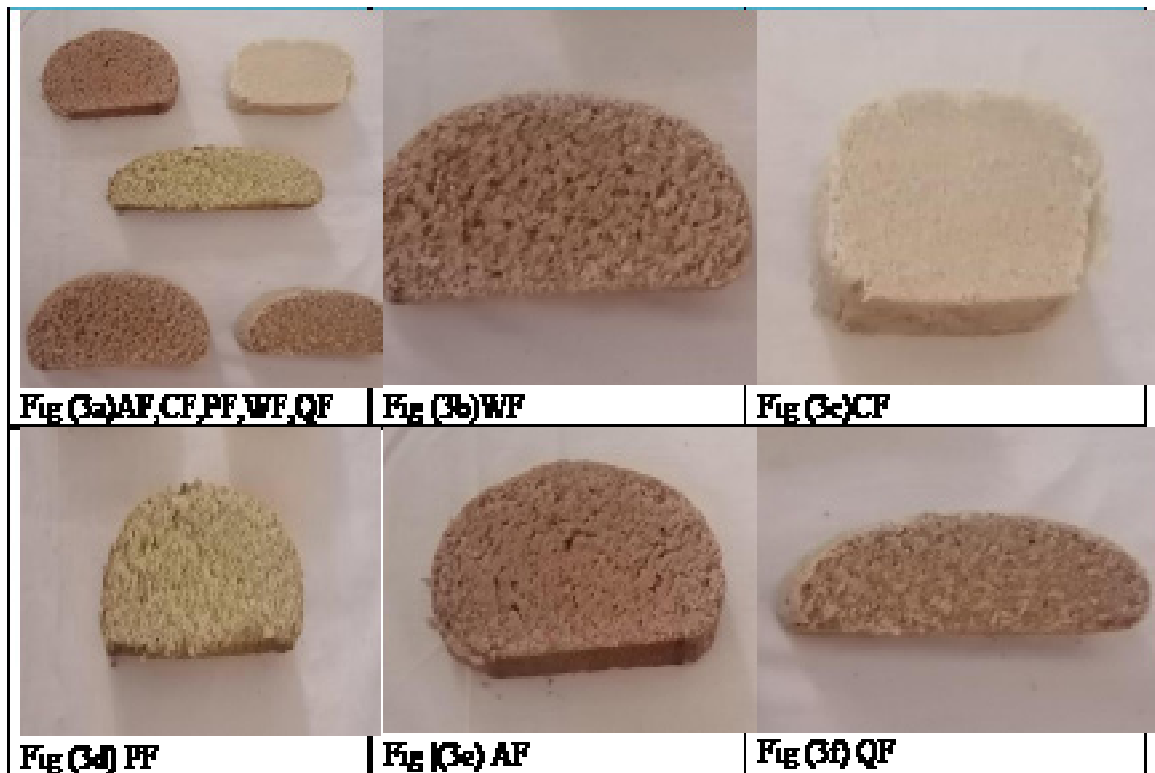 Fig (3a)AF,CF,PF,WF,QF
Fig (3b)WF
Fig (3c)CF
Fig (3d) PF
Fig (3e) AF
Fig (3f) QF